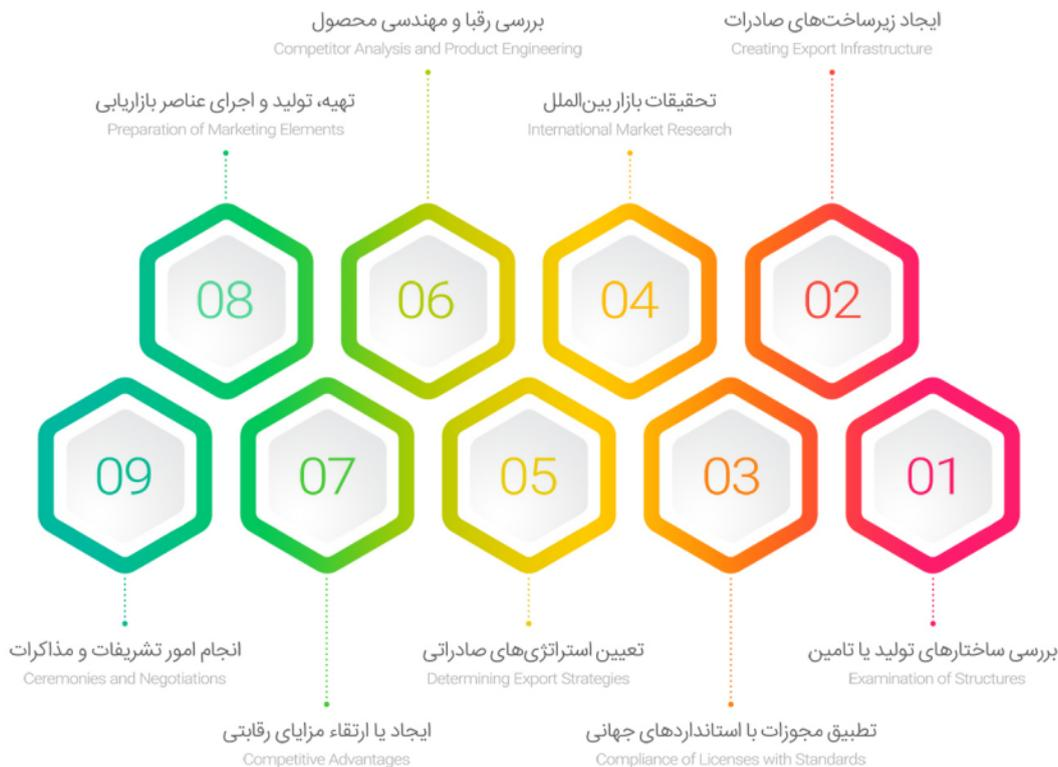 بررسی رقبا و مهندسی محصول
Competitor Analysis and Product Engineering
ایجاد زیرساخت‌های صادرات
Creating Export Infrastructure
تهیه، تولید و اجرای عناصر بازاریابی
Preparation of Marketing Elements
تحقیقات بازار بین‌الملل
International Market Research
08
06
04
02
09
07
05
03
01
انجام امور تشریفات و مذاکرات
Ceremonies and Negotiations
تعیین استراتژی‌های صادراتی
Determining Export Strategies
بررسی ساختارهای تولید یا تامین
Examination of Structures
ایجاد یا ارتقاء مزایای رقابتی
Competitive Advantages
تطبیق مجوزات با استانداردهای جهانی
Compliance of Licenses with Standards